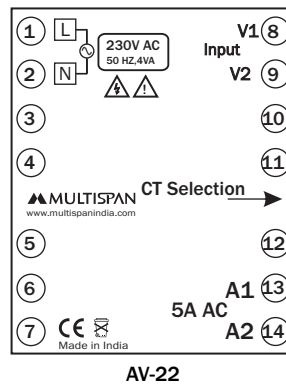 1 L V1 8
230V AC Input
50 HZ,4VA
2 N V2 9
3 10
4 11
MULTISPAN CT Selection
www.multispanindia.com
5 12
6 A1 13
5A AC
7 CE A2 14
Made in India
AV-22